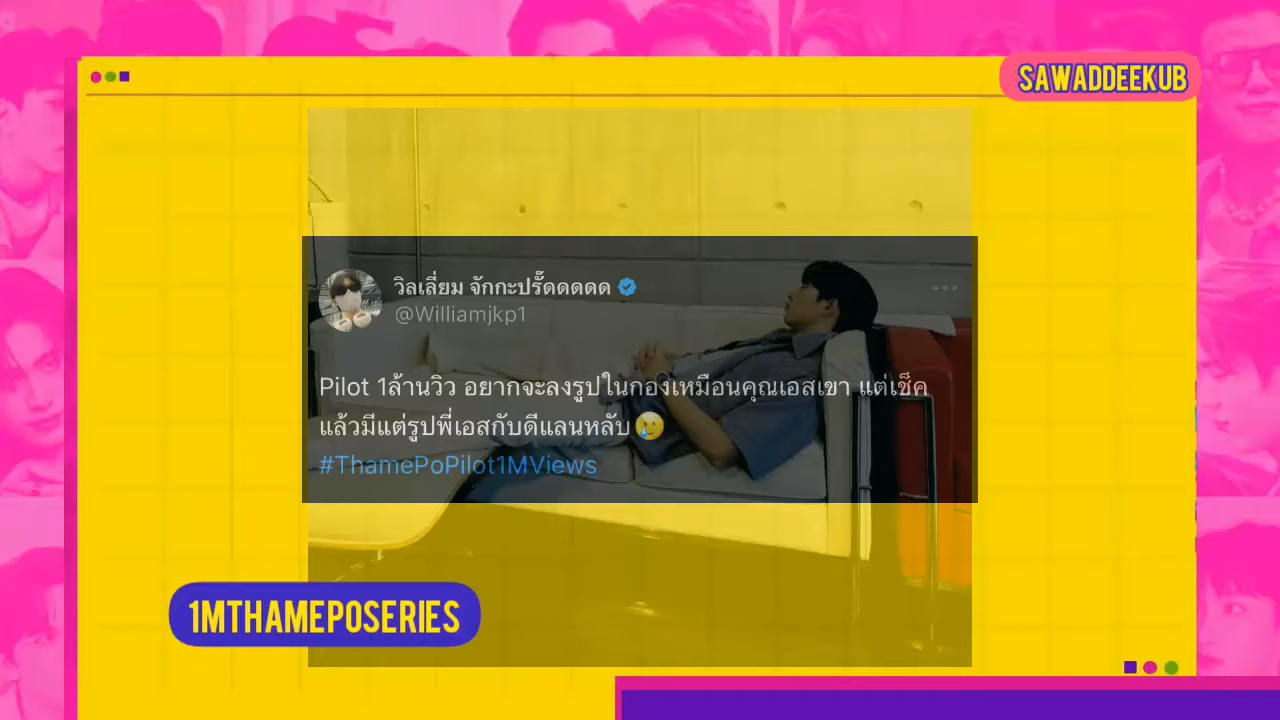 SAWADDEEKUB
วิลเลี่ยม จักกะปรั๊ดดดดด
@Williamjkp1
Pilot 1ล้านวิว อยากจะลงรูปในกองเหมือนคุณเอสเขา แต่เช็ค
แล้วมีแต่รูปพี่เอสกับดีแลนหลับ🥲
#ThamePoPilot1MViews
1MTHAMEPOSERIES